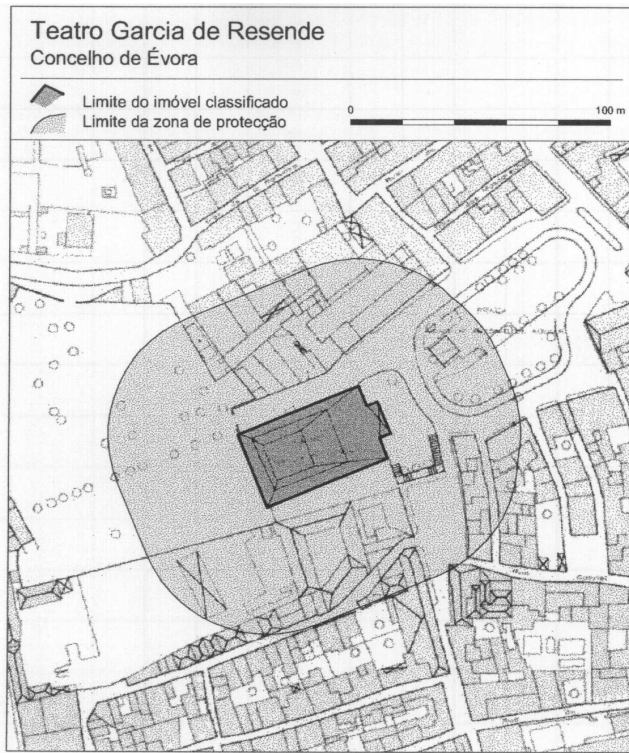 Teatro Garcia de Resende
Concelho de Évora
Limite do imóvel classificado
Limite da zona de protecção
0 100 m